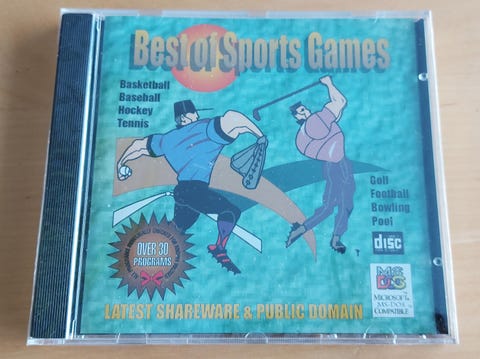 Best of Sports Games
Basketball
Baseball
Hockey
Tennis
Golf
Football
Bowling
Pool
disc
OVER 30
PROGRAMS
MS
DOS
MICROSOFT®
MS-DOS®
COMPATIBLE
LATEST SHAREWARE & PUBLIC DOMAIN